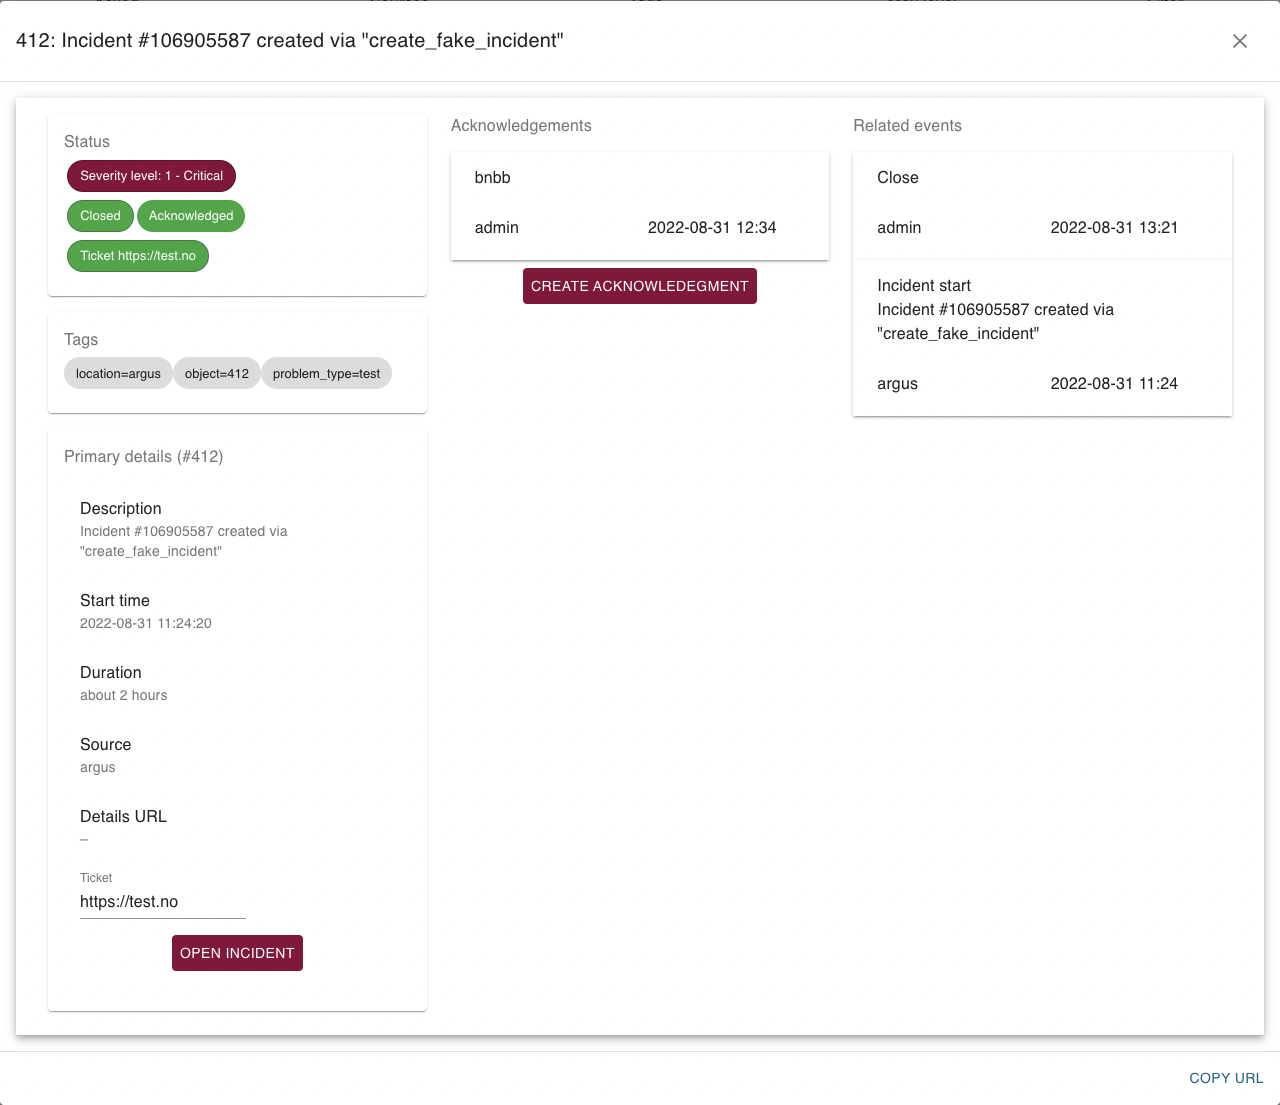 412: Incident #106905587 created via "create_fake_incident"
Status
Severity level: 1 - Critical
Closed
Acknowledged
Ticket https://test.no
Tags
location=argus
object=412
problem_type=test
Primary details (#412)
Description
Incident #106905587 created via
"create_fake_incident"
Start time
2022-08-31 11:24:20
Duration
about 2 hours
Source
argus
Details URL
–
Ticket
https://test.no
OPEN INCIDENT
Acknowledgements
bnbb
admin 2022-08-31 12:34
CREATE ACKNOWLEDEGMENT
Related events
Close
admin 2022-08-31 13:21
Incident start
Incident #106905587 created via
"create_fake_incident"
argus 2022-08-31 11:24
COPY URL